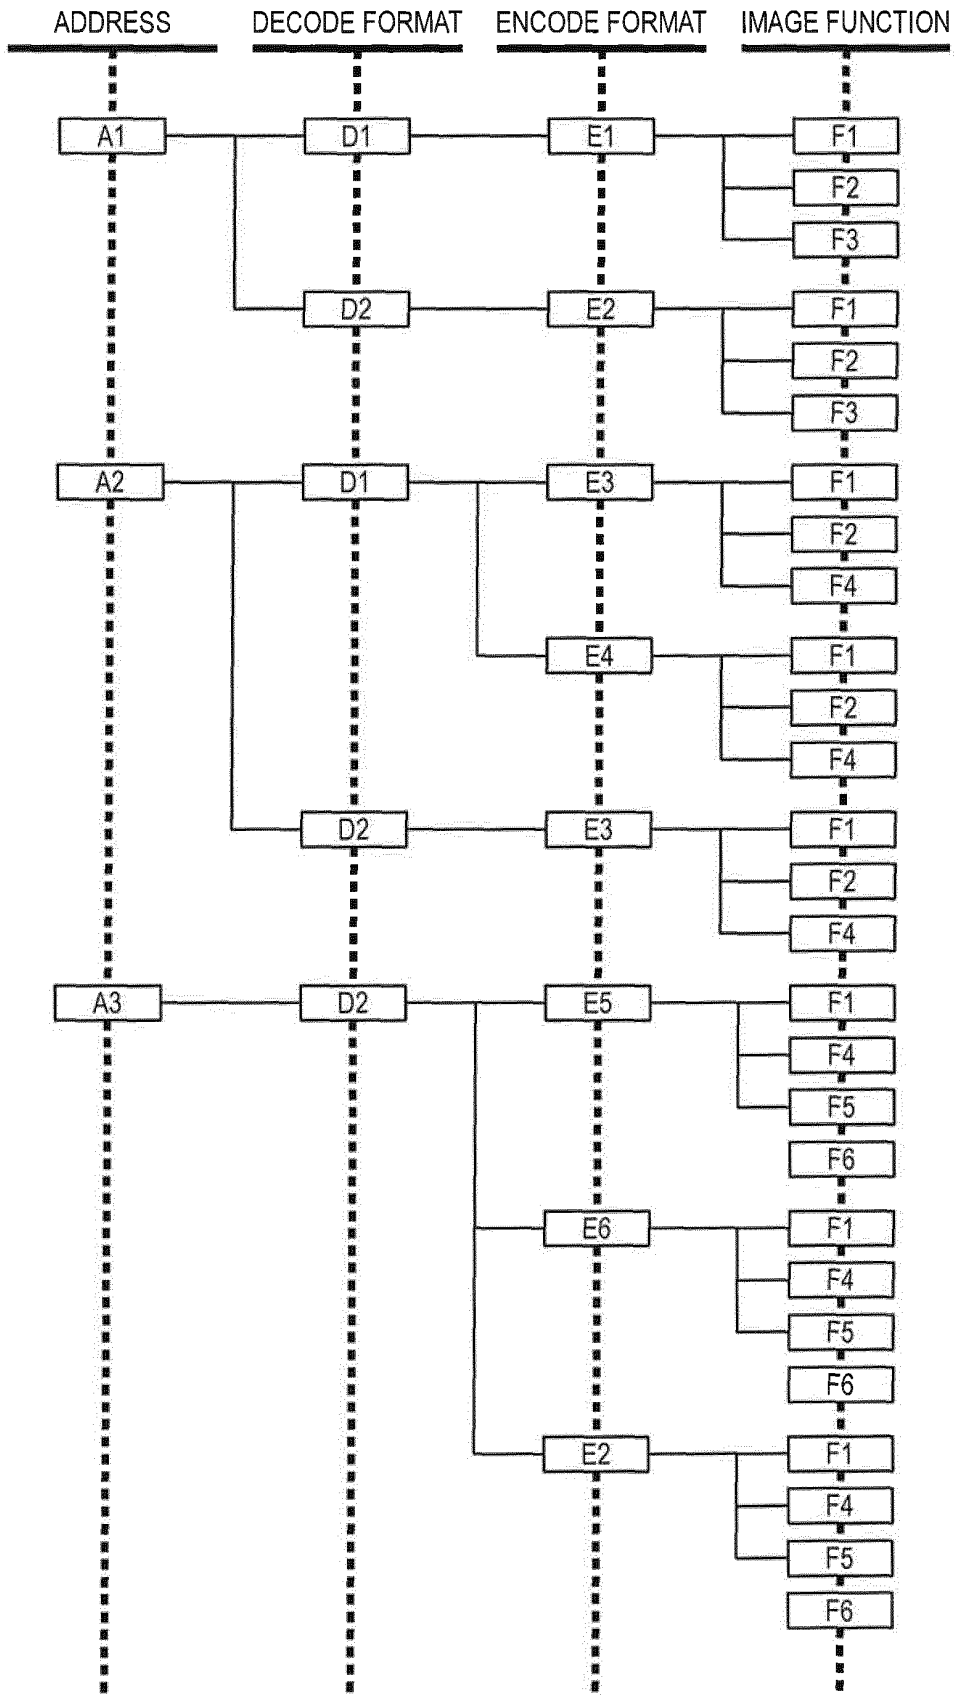 ADDRESS DECODE FORMAT ENCODE FORMAT IMAGE FUNCTION
A1 D1 E1 F1
F2
F3
D2 E2 F1
F2
F3
A2 D1 E3 F1
F2
F4
E4 F1
F2
F4
D2 E3 F1
F2
F4
A3 D2 E5 F1
F4
F5
F6
E6 F1
F4
F5
F6
E2 F1
F4
F5
F6